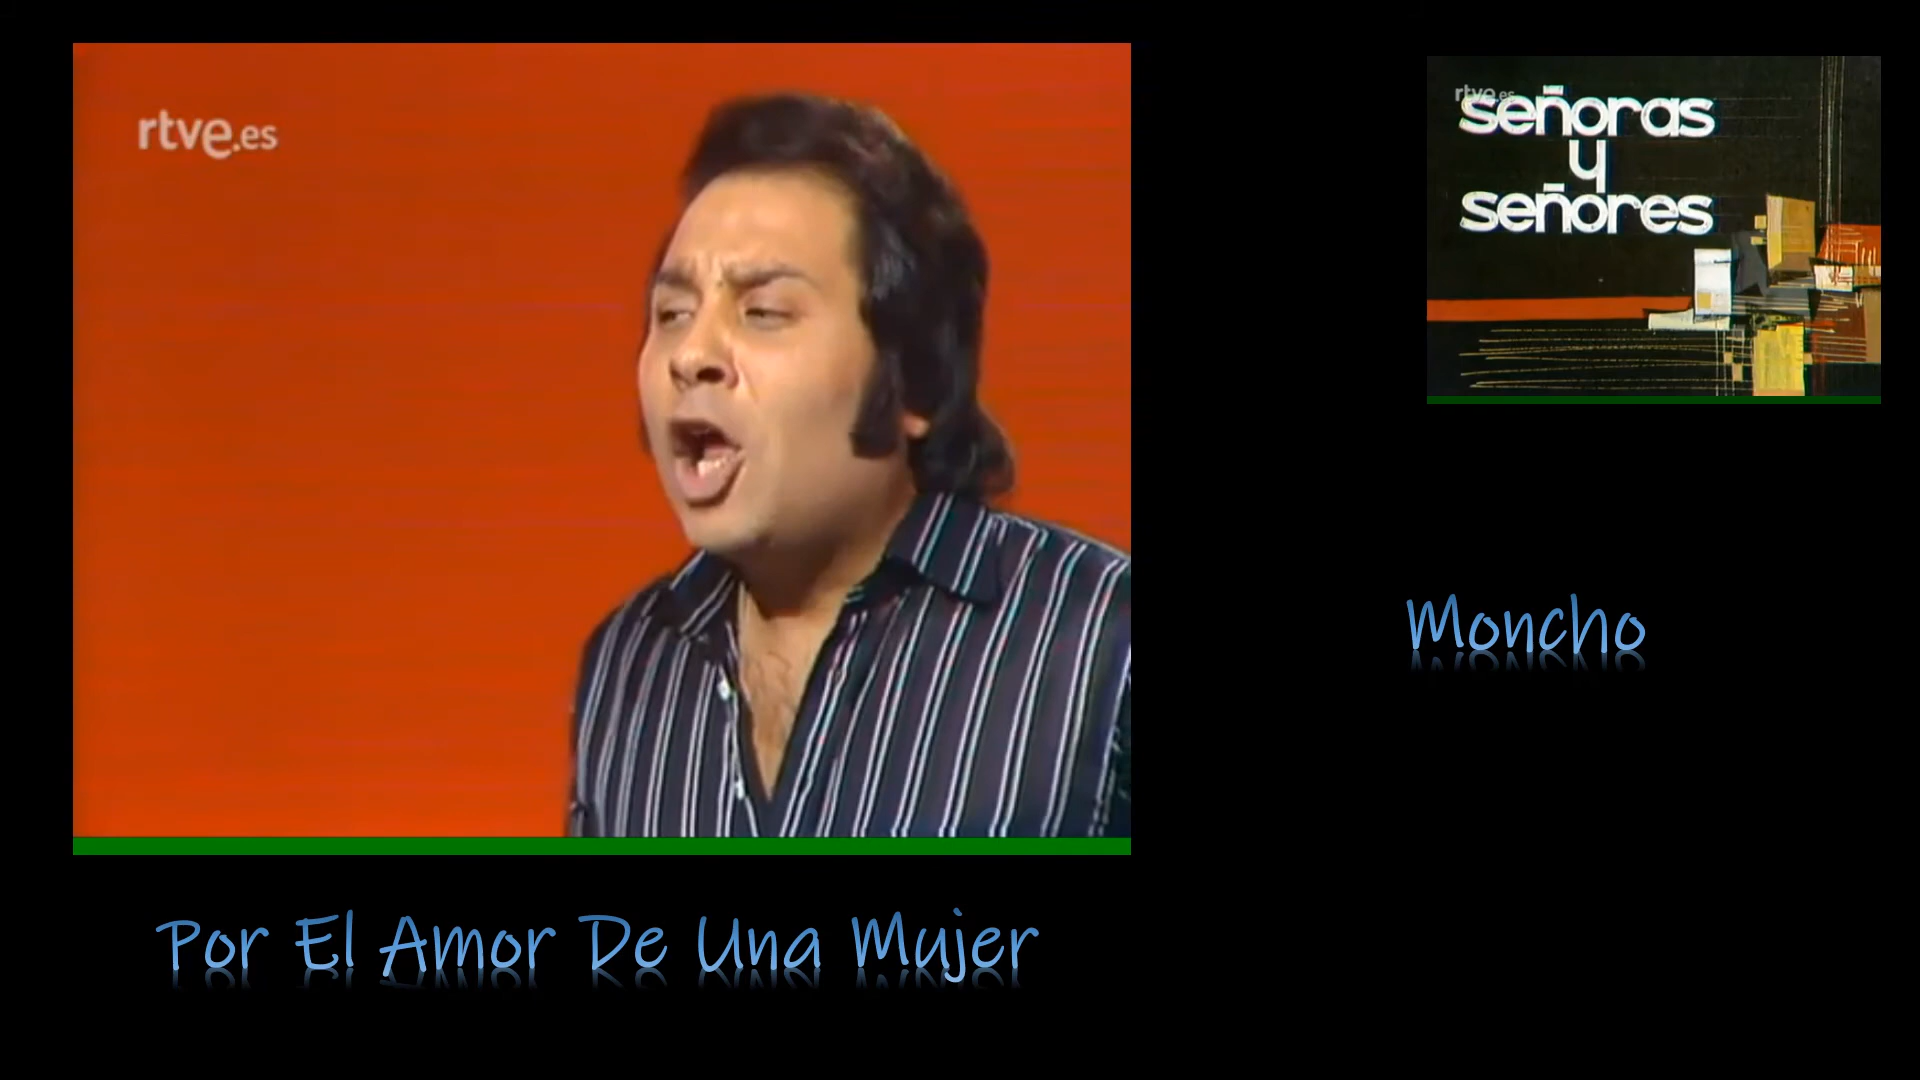 rtve.es
rtve.es
señoras
y
señores
Moncho
Por El Amor De Una Mujer